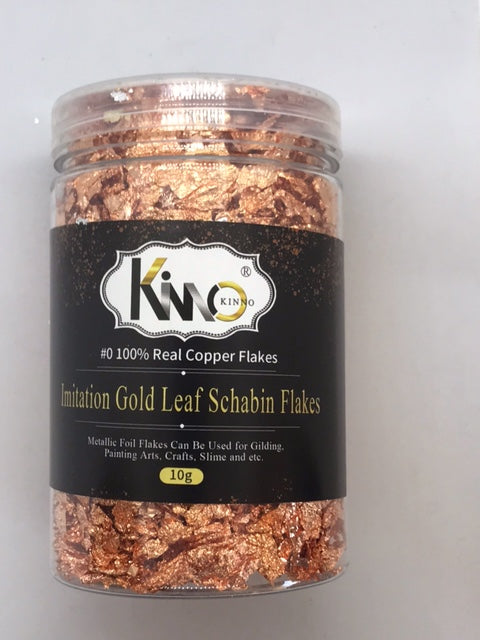 Kinno
®
KINNO
#0 100% Real Copper Flakes
Imitation Gold Leaf Schabin Flakes
Metallic Foil Flakes Can Be Used for Gilding,
Painting Arts, Crafts, Slime and etc.
10g